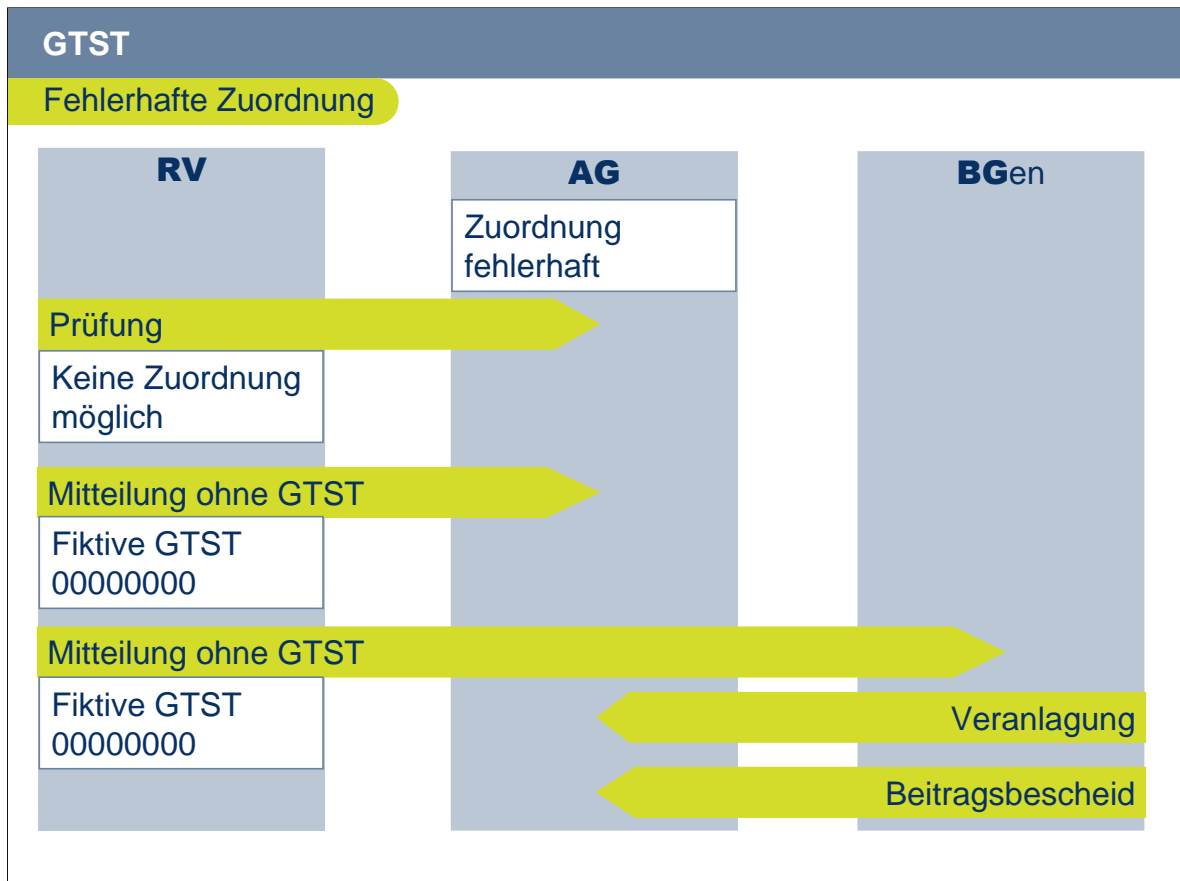 GTST
Fehlerhafte Zuordnung
RV
AG
BGen
Zuordnung
fehlerhaft
Prüfung
Keine Zuordnung
möglich
Mitteilung ohne GTST
Fiktive GTST
00000000
Mitteilung ohne GTST
Fiktive GTST
00000000
Veranlagung
Beitragsbescheid